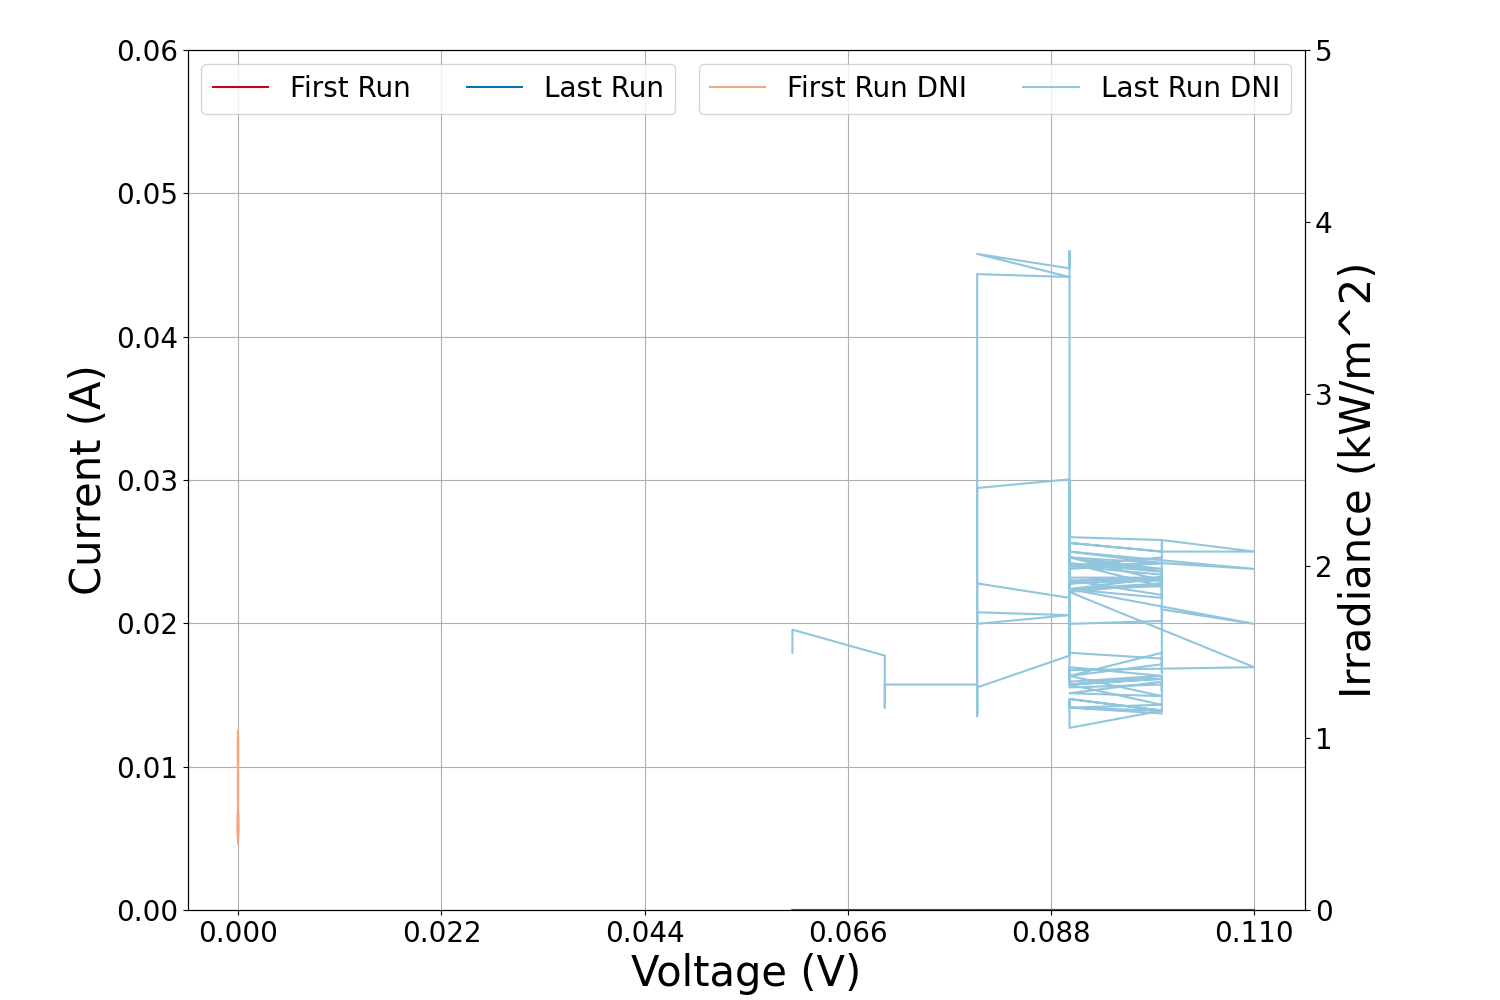 First Run
Last Run
First Run DNI
Last Run DNI
Current (A)
0.06
0.05
0.04
0.03
0.02
0.01
0.00
0.000
0.022
0.044
0.066
0.088
0.110
Voltage (V)
5
4
3
2
1
0
Irradiance (kW/m^2)